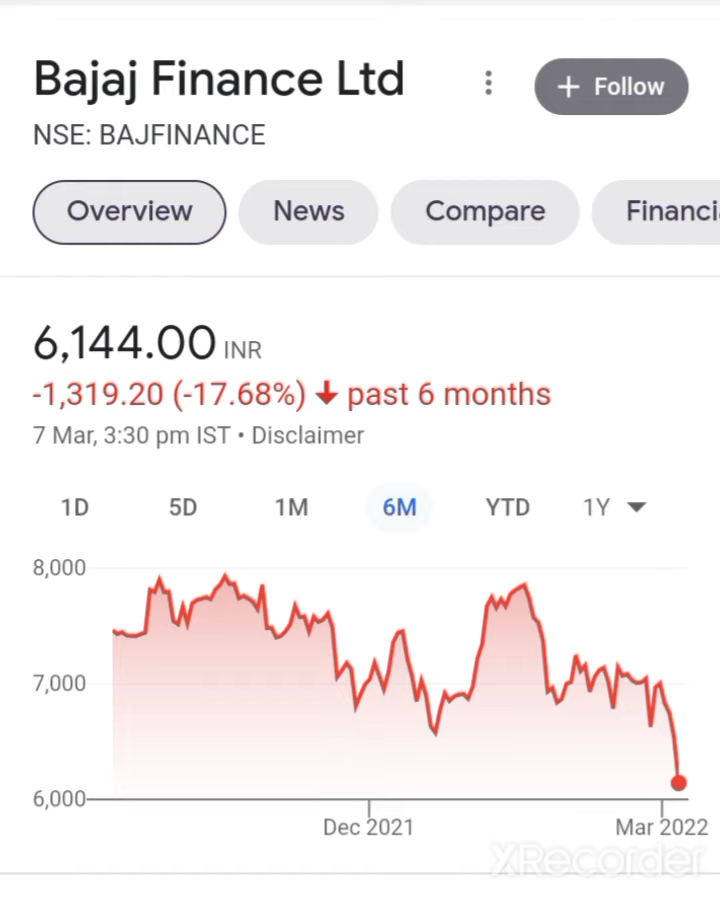 Bajaj Finance Ltd
+ Follow
NSE: BAJFINANCE
Overview News Compare Financi
6,144.00 INR
-1,319.20 (-17.68%) ↓ past 6 months
7 Mar, 3:30 pm IST • Disclaimer
1D 5D 1M 6M YTD 1Y
8,000
7,000
6,000
Dec 2021 Mar 2022
XRecorder